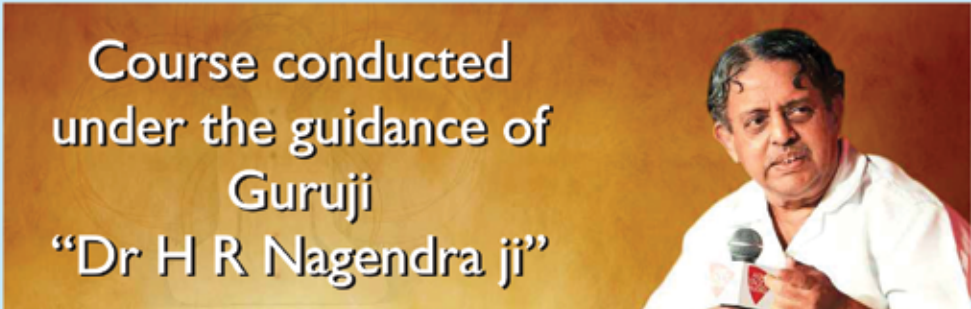 Course conducted
under the guidance of
Guruji
“Dr H R Nagendra ji”